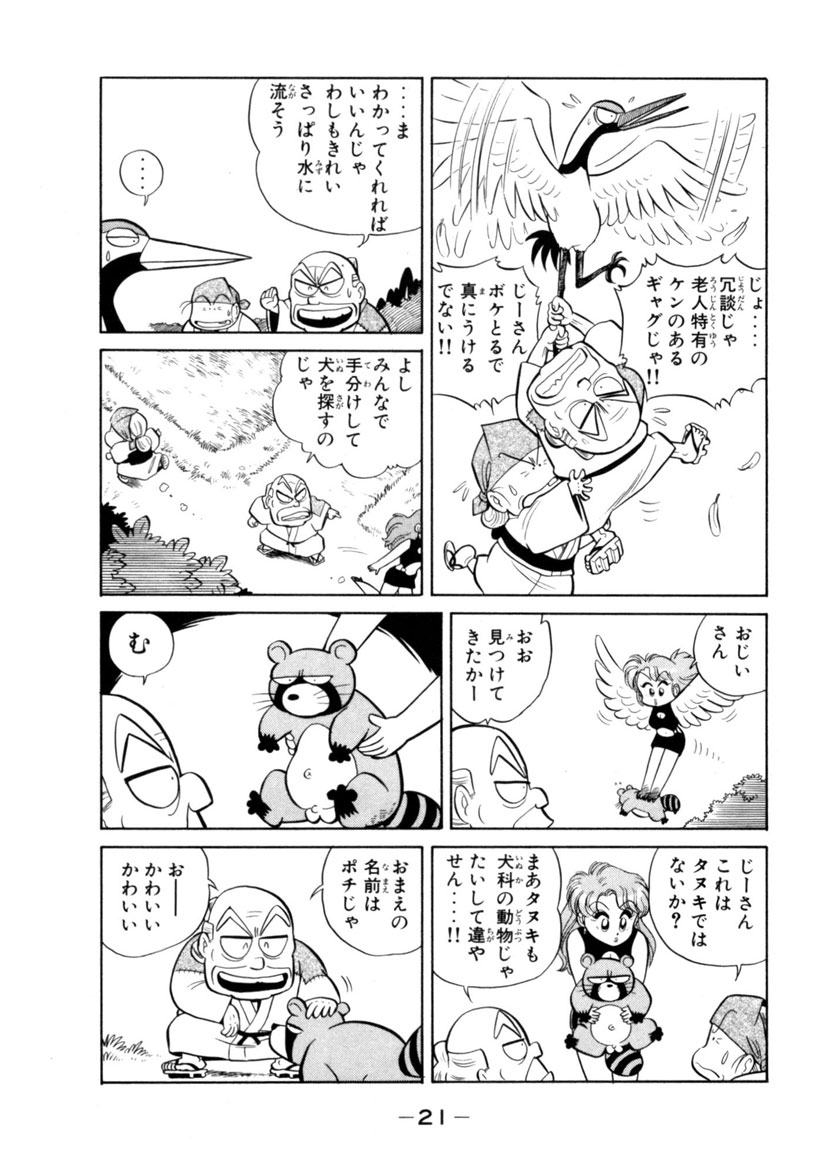 じょ‥‥
冗談じゃ
老人特有の
ケンのある
ギャグじゃ!!
じーさん
ボケとるで
真にうける
でない!!
‥‥ま
わかってくれれば
いいんじゃ
わしもきれい
さっぱり水に
流そう
‥‥
よし
みんなで
手分けして
犬を探すの
じゃ
おじい
さん
おお
見つけて
きたかー
む
じーさん
これは
タヌキでは
ないか?
まあタヌキも
犬科の動物じゃ
たいして違や
せん‥‥!!
おまえの
名前は
ポチじゃ
おー
かわいい
かわいい
—21—